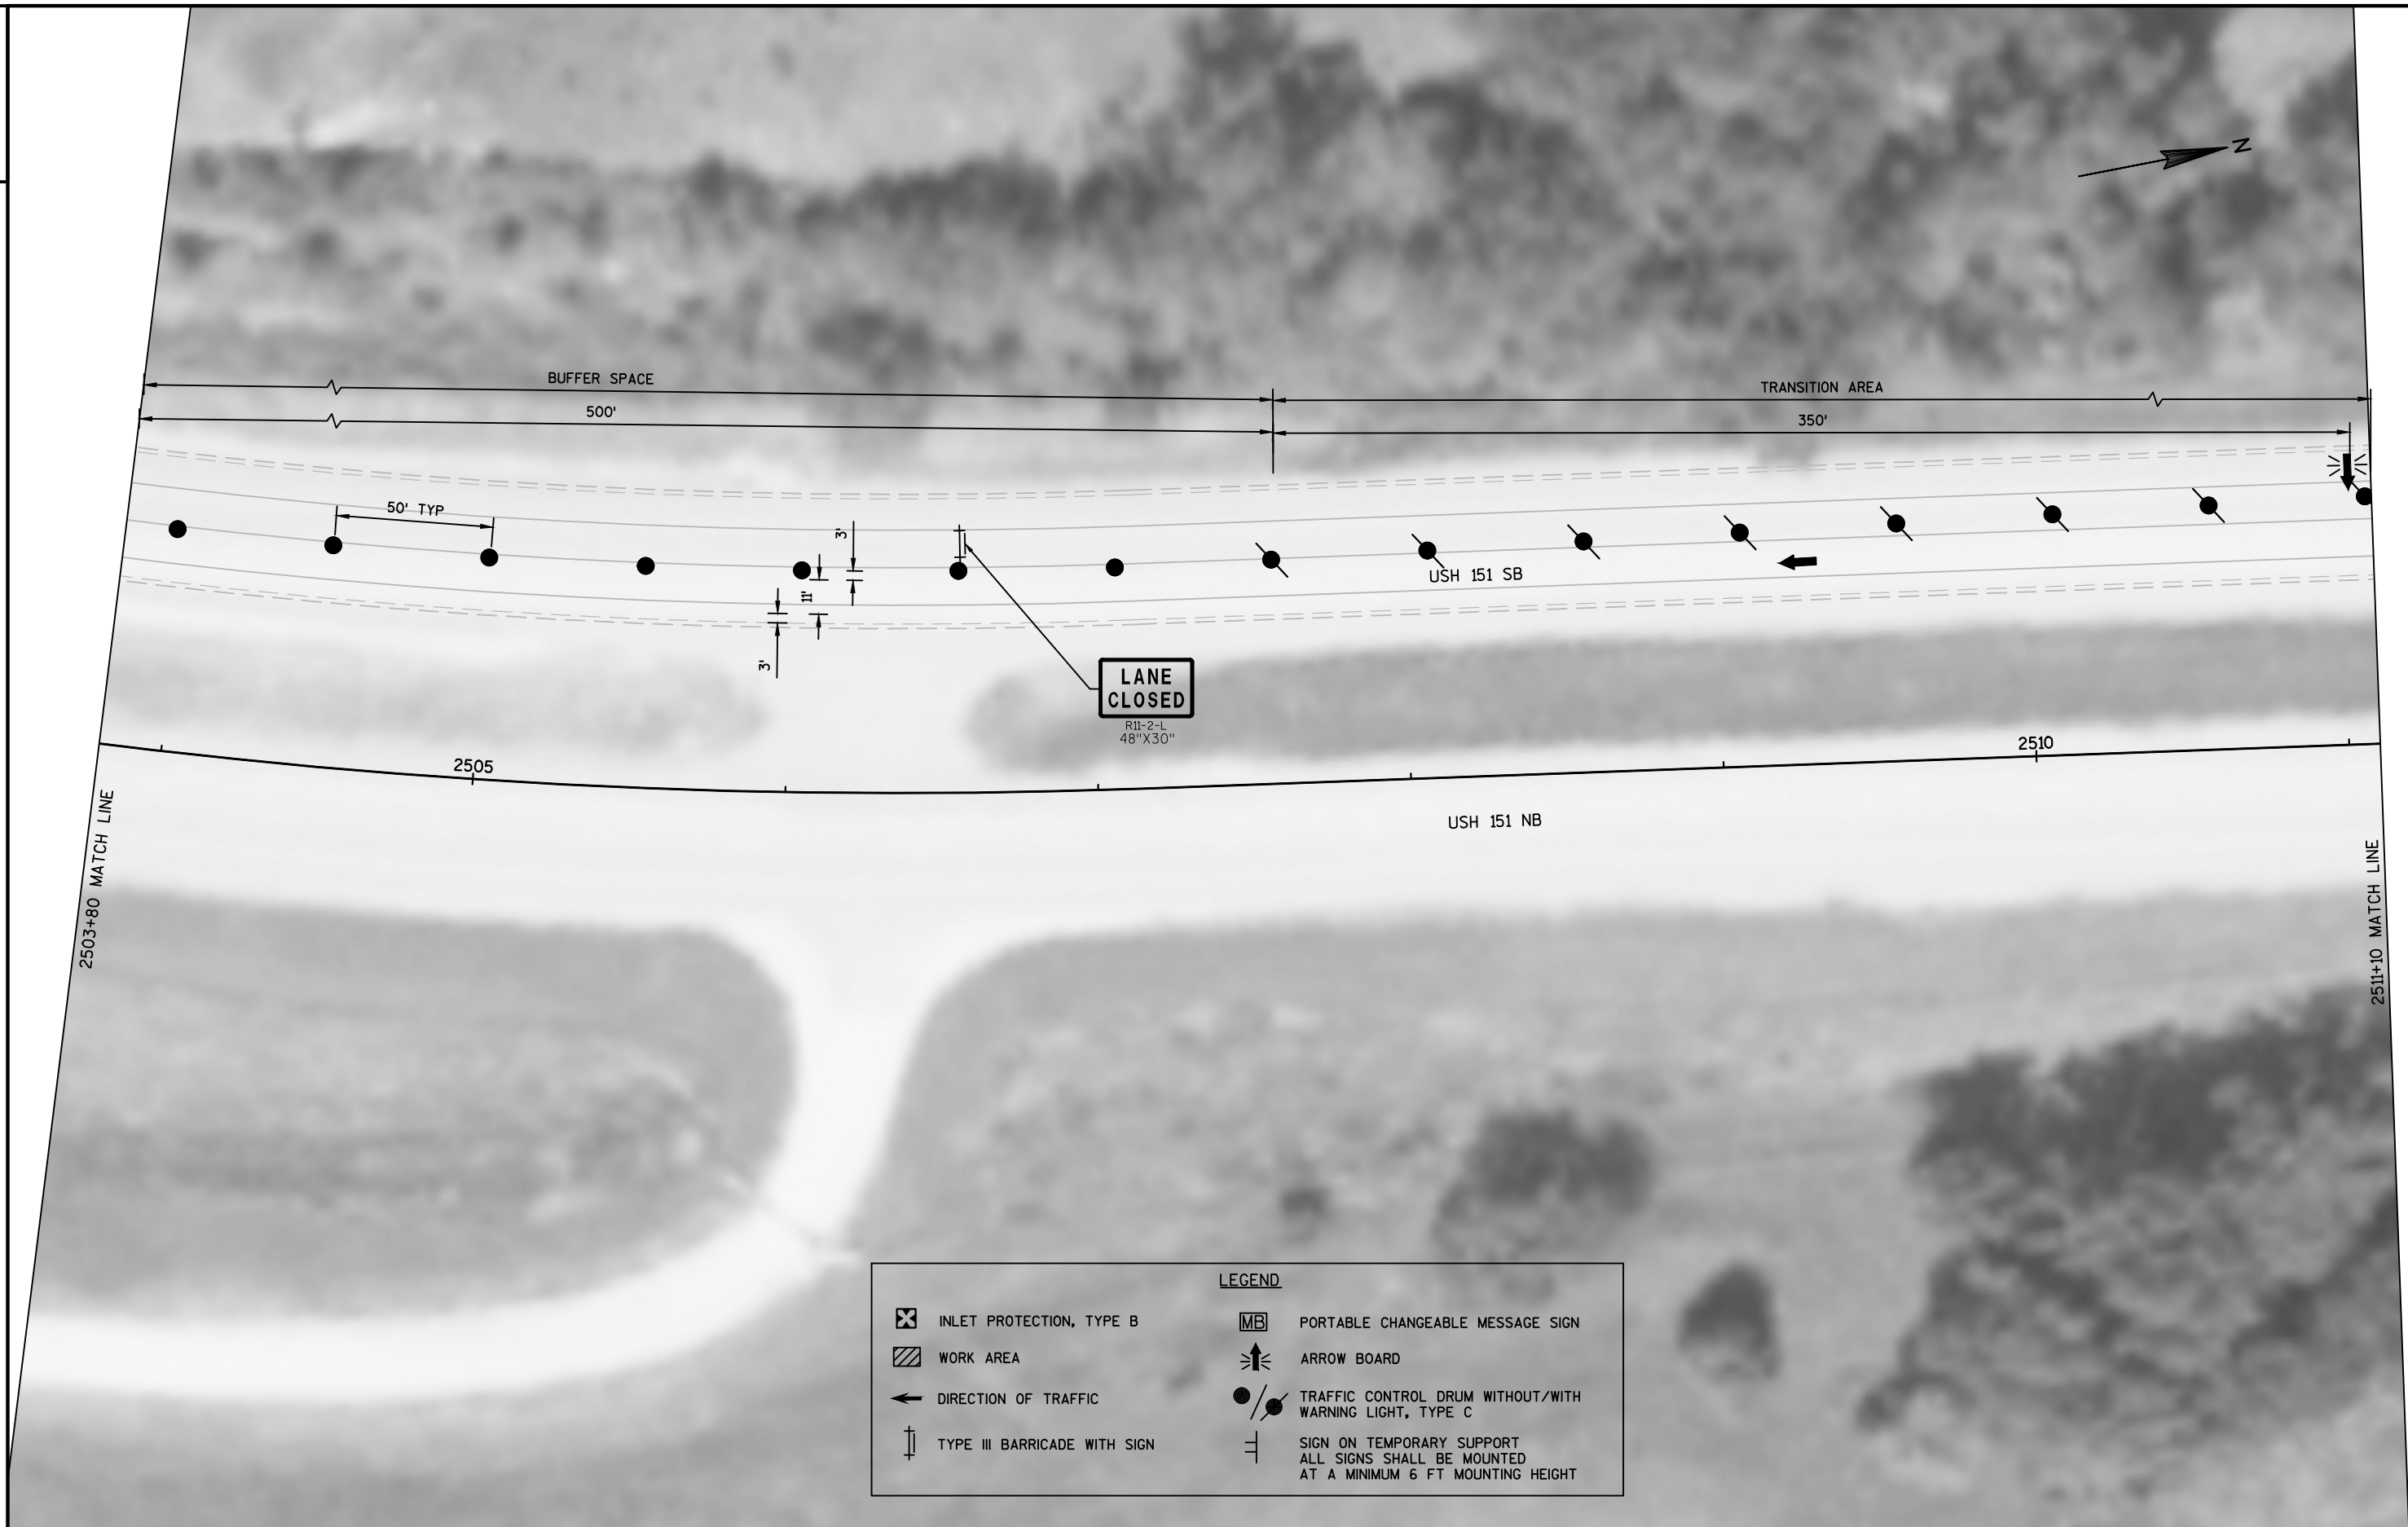 N
BUFFER SPACE
TRANSITION AREA
500'
350'
50' TYP
3'
11'
3'
USH 151 SB
LANE
CLOSED
R11-2-L
48"X30"
2505
2510
USH 151 NB
2503+80 MATCH LINE
2511+10 MATCH LINE
LEGEND
INLET PROTECTION, TYPE B
WORK AREA
DIRECTION OF TRAFFIC
TYPE III BARRICADE WITH SIGN
MB PORTABLE CHANGEABLE MESSAGE SIGN
ARROW BOARD
TRAFFIC CONTROL DRUM WITHOUT/WITH
WARNING LIGHT, TYPE C
SIGN ON TEMPORARY SUPPORT
ALL SIGNS SHALL BE MOUNTED
AT A MINIMUM 6 FT MOUNTING HEIGHT